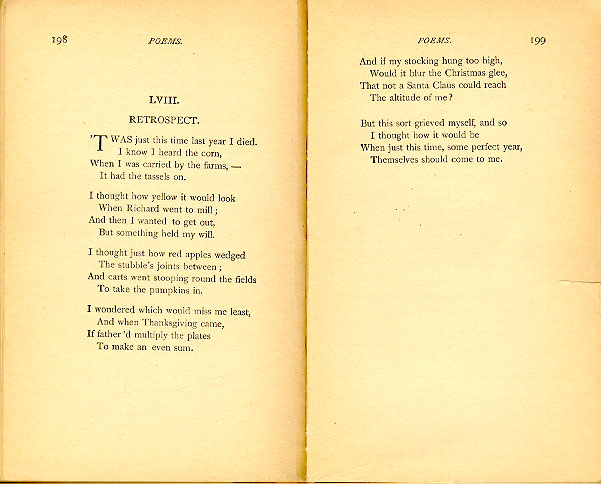 198
POEMS.
LVIII.
RETROSPECT.
'TWAS just this time last year I died.
I know I heard the corn,
When I was carried by the farms, —
It had the tassels on.
I thought how yellow it would look
When Richard went to mill;
And then I wanted to get out,
But something held my will.
I thought just how red apples wedged
The stubble's joints between;
And carts went stooping round the fields
To take the pumpkins in.
I wondered which would miss me least,
And when Thanksgiving came,
If father 'd multiply the plates
To make an even sum.
POEMS.
199
And if my stocking hung too high,
Would it blur the Christmas glee,
That not a Santa Claus could reach
The altitude of me?
But this sort grieved myself, and so
I thought how it would be
When just this time, some perfect year,
Themselves should come to me.